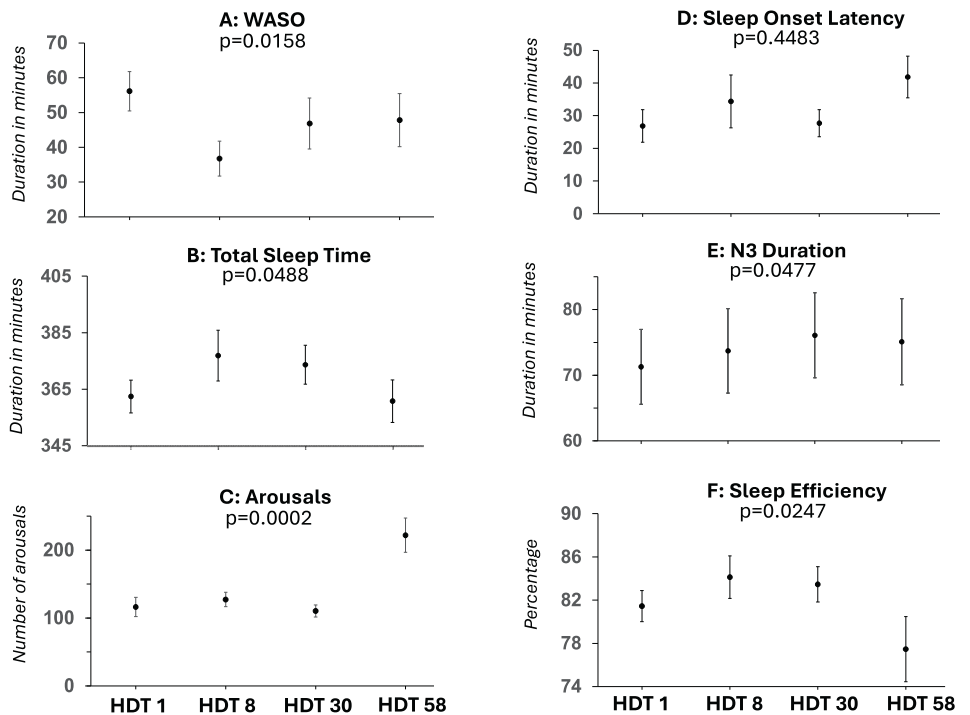 A: WASO
p=0.0158
Duration in minutes
70
60
50
40
30
20
D: Sleep Onset Latency
p=0.4483
Duration in minutes
50
40
30
20
10
0
B: Total Sleep Time
p=0.0488
Duration in minutes
405
385
365
345
E: N3 Duration
p=0.0477
Duration in minutes
80
70
60
C: Arousals
p=0.0002
Number of arousals
200
100
0
HDT 1 HDT 8 HDT 30 HDT 58
F: Sleep Efficiency
p=0.0247
Percentage
90
86
82
78
74
HDT 1 HDT 8 HDT 30 HDT 58